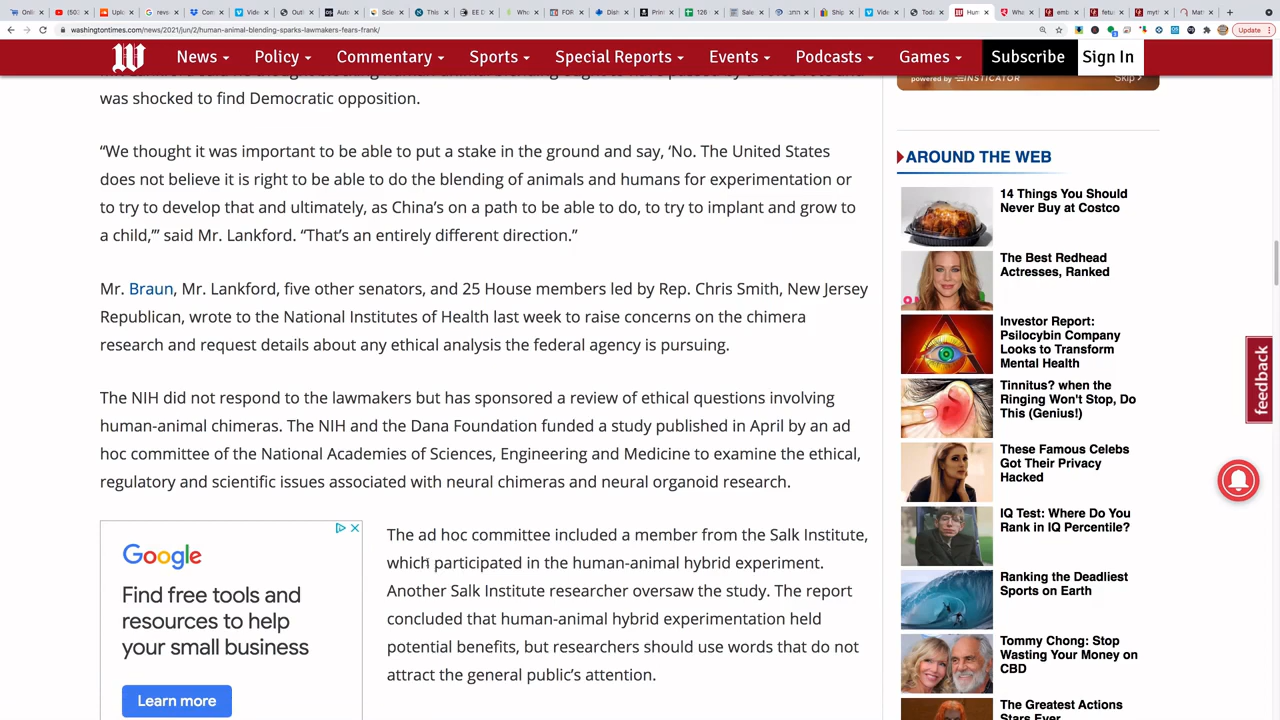 washingtontimes.com/news/2021/jun/2/human-animal-blending-sparks-lawmakers-fears-frank/
Update
W
News
Policy
Commentary
Sports
Special Reports
Events
Podcasts
Games
Subscribe
Sign In
was shocked to find Democratic opposition.
“We thought it was important to be able to put a stake in the ground and say, ‘No. The United States
does not believe it is right to be able to do the blending of animals and humans for experimentation or
to try to develop that and ultimately, as China’s on a path to be able to do, to try to implant and grow to
a child,’” said Mr. Lankford. “That’s an entirely different direction.”
Mr. Braun, Mr. Lankford, five other senators, and 25 House members led by Rep. Chris Smith, New Jersey
Republican, wrote to the National Institutes of Health last week to raise concerns on the chimera
research and request details about any ethical analysis the federal agency is pursuing.
The NIH did not respond to the lawmakers but has sponsored a review of ethical questions involving
human-animal chimeras. The NIH and the Dana Foundation funded a study published in April by an ad
hoc committee of the National Academies of Sciences, Engineering and Medicine to examine the ethical,
regulatory and scientific issues associated with neural chimeras and neural organoid research.
Google
Find free tools and
resources to help
your small business
Learn more
The ad hoc committee included a member from the Salk Institute,
which participated in the human-animal hybrid experiment.
Another Salk Institute researcher oversaw the study. The report
concluded that human-animal hybrid experimentation held
potential benefits, but researchers should use words that do not
attract the general public’s attention.
powered by INSTICATOR
Skip
AROUND THE WEB
14 Things You Should
Never Buy at Costco
The Best Redhead
Actresses, Ranked
Investor Report:
Psilocybin Company
Looks to Transform
Mental Health
Tinnitus? when the
Ringing Won't Stop, Do
This (Genius!)
These Famous Celebs
Got Their Privacy
Hacked
IQ Test: Where Do You
Rank in IQ Percentile?
Ranking the Deadliest
Sports on Earth
Tommy Chong: Stop
Wasting Your Money on
CBD
The Greatest Actions
Stars Ever
feedback